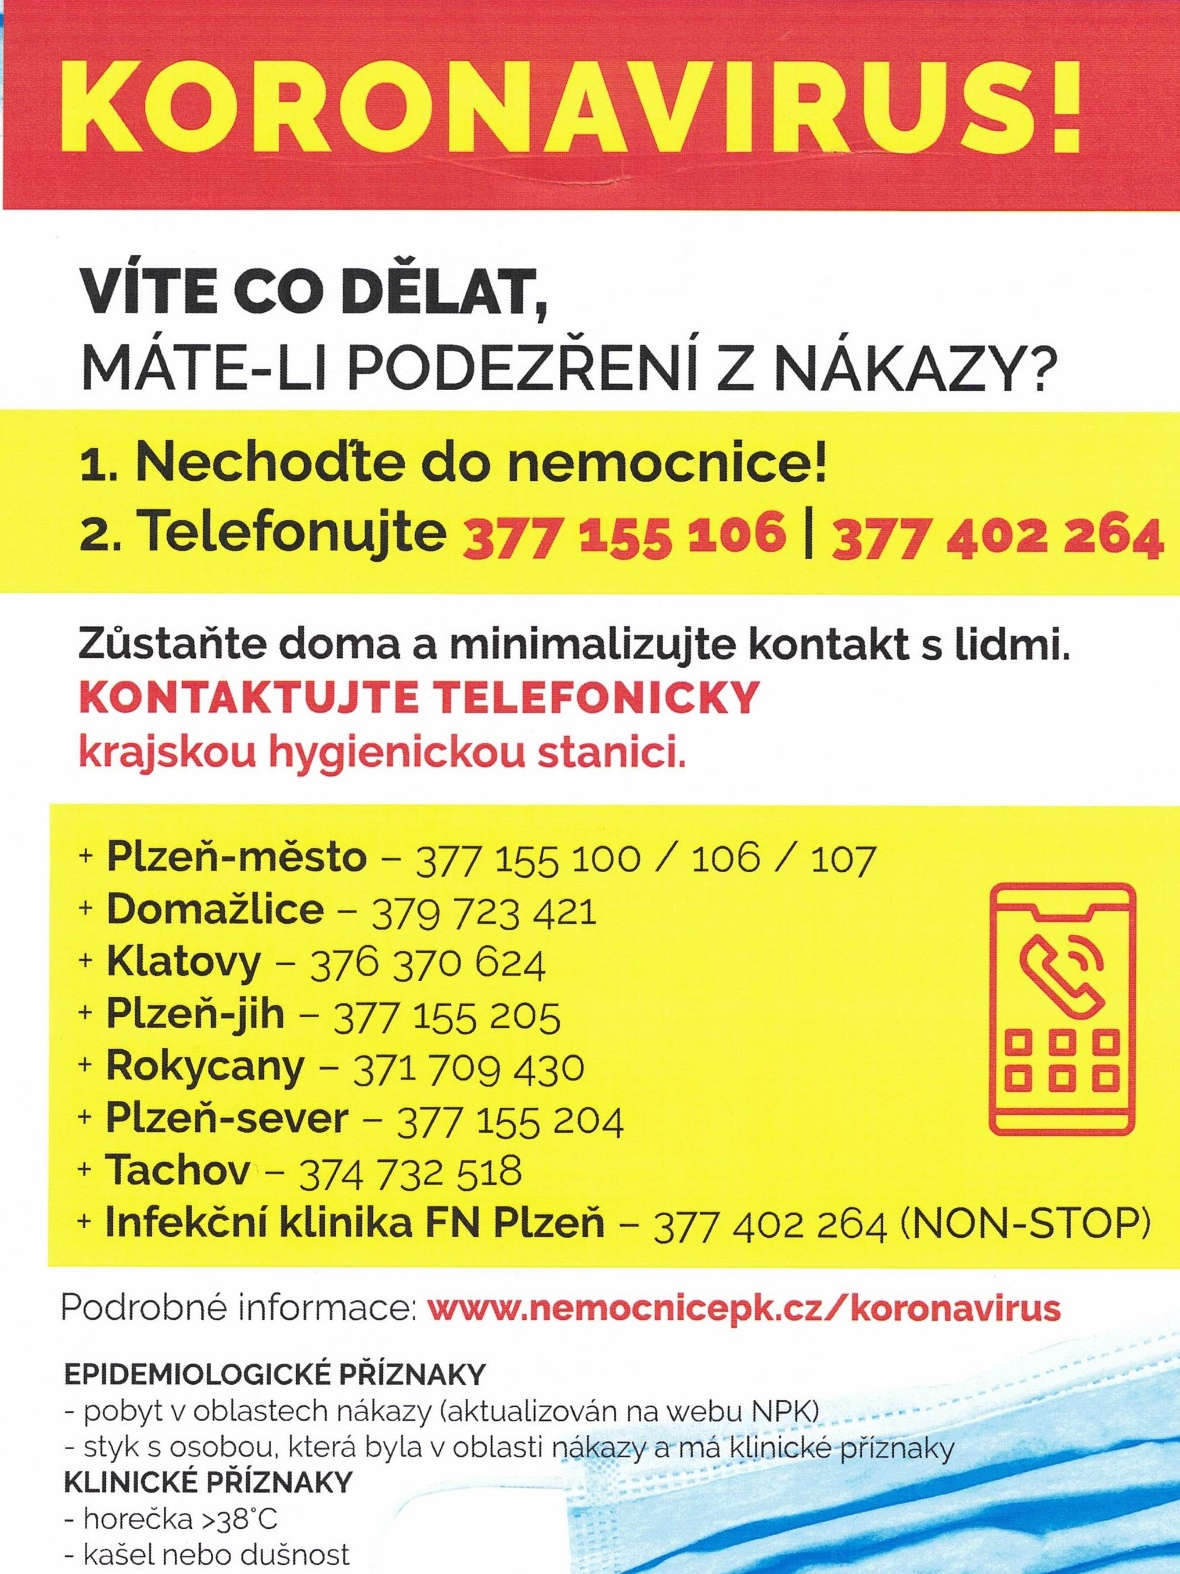 KORONAVIRUS!
VÍTE CO DĚLAT,
MÁTE-LI PODEZŘENÍ Z NÁKAZY?
1. Nechoďte do nemocnice!
2. Telefonujte 377 155 106 | 377 402 264
Zůstaňte doma a minimalizujte kontakt s lidmi.
KONTAKTUJTE TELEFONICKY
krajskou hygienickou stanici.
+ Plzeň-město – 377 155 100 / 106 / 107
+ Domažlice – 379 723 421
+ Klatovy – 376 370 624
+ Plzeň-jih – 377 155 205
+ Rokycany – 371 709 430
+ Plzeň-sever – 377 155 204
+ Tachov – 374 732 518
+ Infekční klinika FN Plzeň – 377 402 264 (NON-STOP)
Podrobné informace: www.nemocnicepk.cz/koronavirus
EPIDEMIOLOGICKÉ PŘÍZNAKY
- pobyt v oblastech nákazy (aktualizován na webu NPK)
- styk s osobou, která byla v oblasti nákazy a má klinické příznaky
KLINICKÉ PŘÍZNAKY
- horečka >38°C
- kašel nebo dušnost